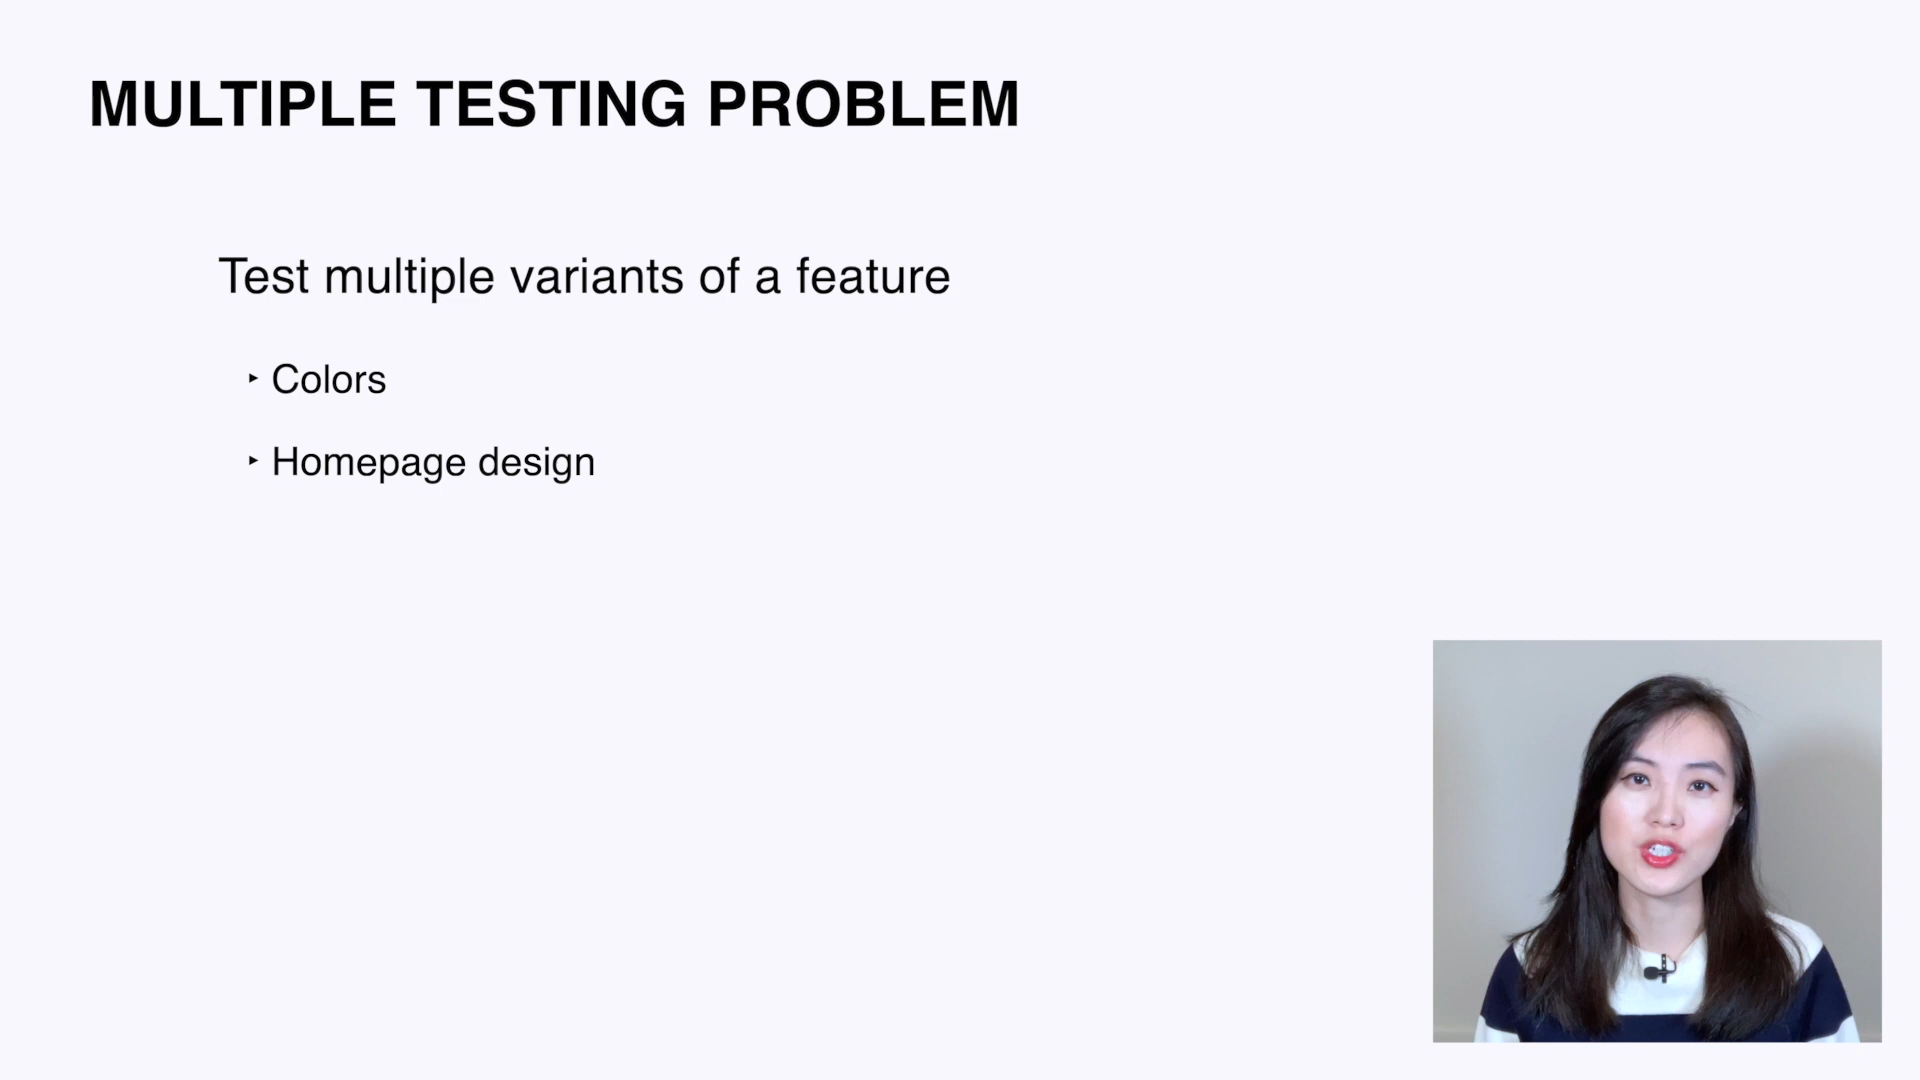 MULTIPLE TESTING PROBLEM
Test multiple variants of a feature
‣ Colors
‣ Homepage design